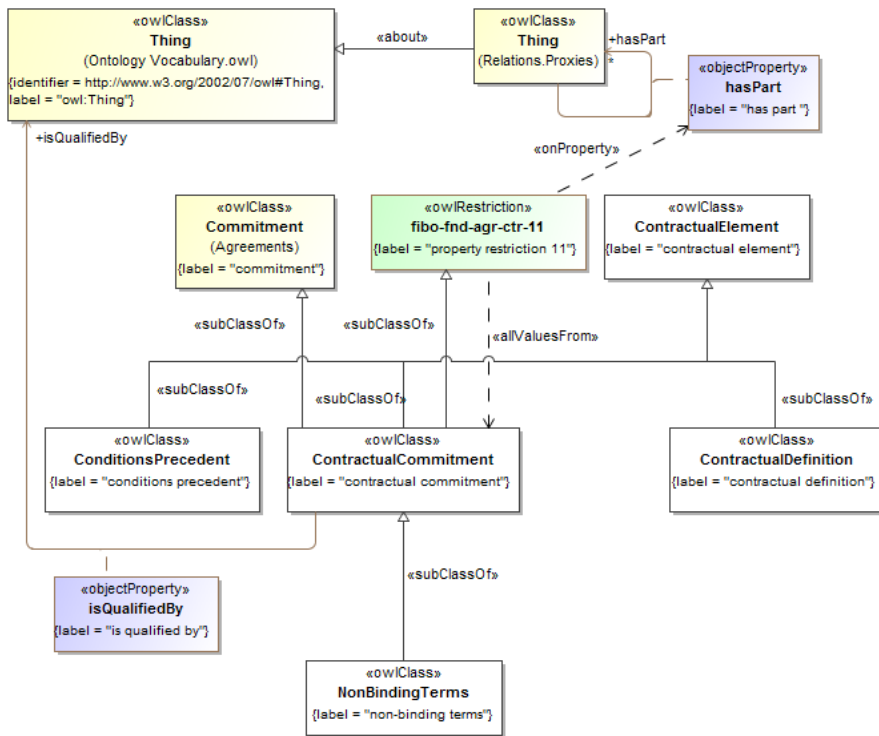 «owlClass»
Thing
(Ontology Vocabulary.owl)
{identifier = http://www.w3.org/2002/07/owl#Thing,
label = "owl:Thing"}
«about»
«owlClass»
Thing
(Relations.Proxies)
+hasPart
*
«objectProperty»
hasPart
{label = "has part "}
+isQualifiedBy
«onProperty»
«owlClass»
Commitment
(Agreements)
{label = "commitment"}
«owlRestriction»
fibo-fnd-agr-ctr-11
{label = "property restriction 11"}
«owlClass»
ContractualElement
{label = "contractual element"}
«subClassOf»
«subClassOf»
«allValuesFrom»
«subClassOf»
«subClassOf»
«subClassOf»
«owlClass»
ConditionsPrecedent
{label = "conditions precedent"}
«owlClass»
ContractualCommitment
{label = "contractual commitment"}
«owlClass»
ContractualDefinition
{label = "contractual definition"}
«objectProperty»
isQualifiedBy
{label = "is qualified by"}
«subClassOf»
«owlClass»
NonBindingTerms
{label = "non-binding terms"}